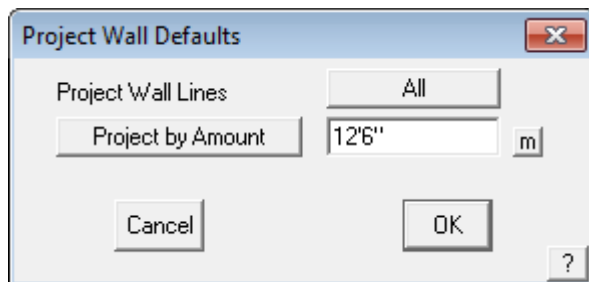 Project Wall Defaults
Project Wall Lines All
Project by Amount 12'6" m
Cancel OK
?